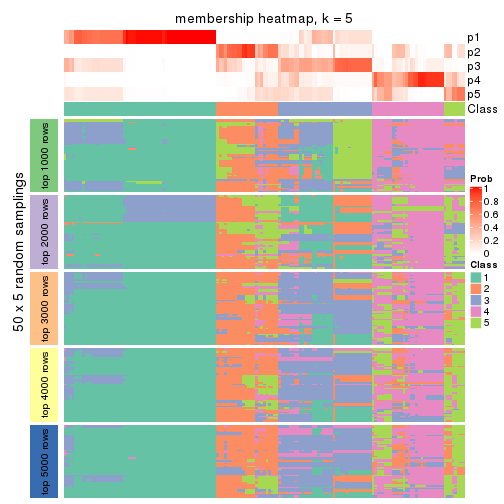 membership heatmap, k = 5
p1
p2
p3
p4
p5
Class
50 x 5 random samplings
top 1000 rows
top 2000 rows
top 3000 rows
top 4000 rows
top 5000 rows
Prob
1
0.8
0.6
0.4
0.2
0
Class
1
2
3
4
5